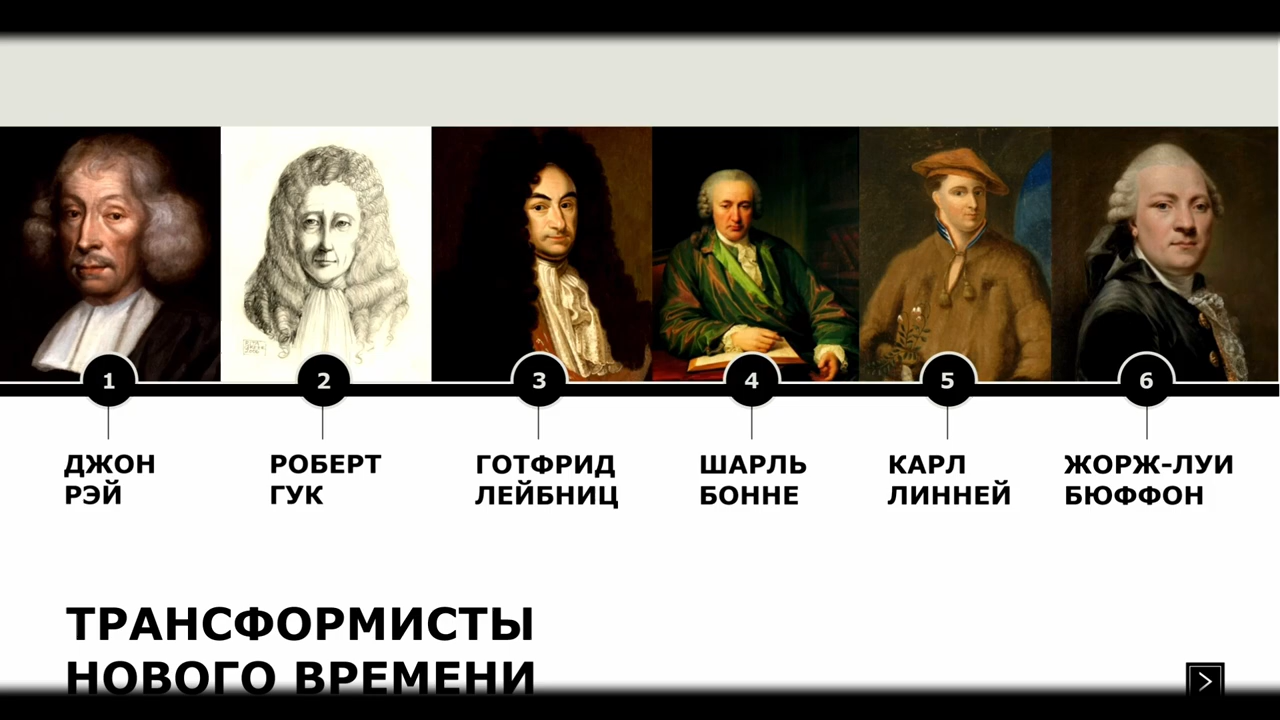 1
2
3
4
5
6
ДЖОН
РЭЙ
РОБЕРТ
ГУК
ГОТФРИД
ЛЕЙБНИЦ
ШАРЛЬ
БОННЕ
КАРЛ
ЛИННЕЙ
ЖОРЖ-ЛУИ
БЮФФОН
ТРАНСФОРМИСТЫ
НОВОГО ВРЕМЕНИ